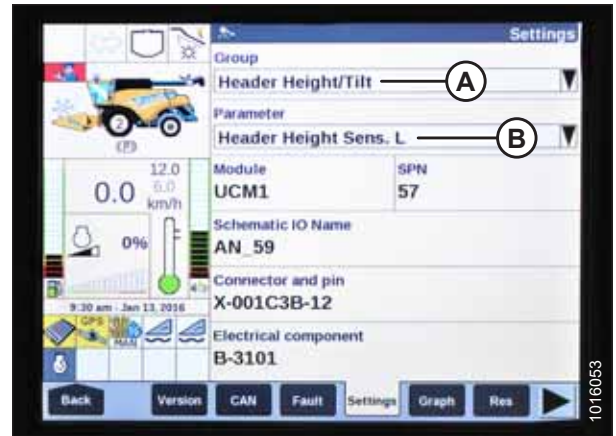 Settings
Group
Header Height/Tilt
A
Parameter
Header Height Sens. L
B
Module
UCM1
SPN
57
Schematic IO Name
AN_59
Connector and pin
X-001C3B-12
Electrical component
B-3101
2
(P)
0.0
12.0
6.0
km/h
0%
9:30 am - Jan 13, 2016
GPS
MAN
Back
Version
CAN
Fault
Settings
Graph
Res
1016053